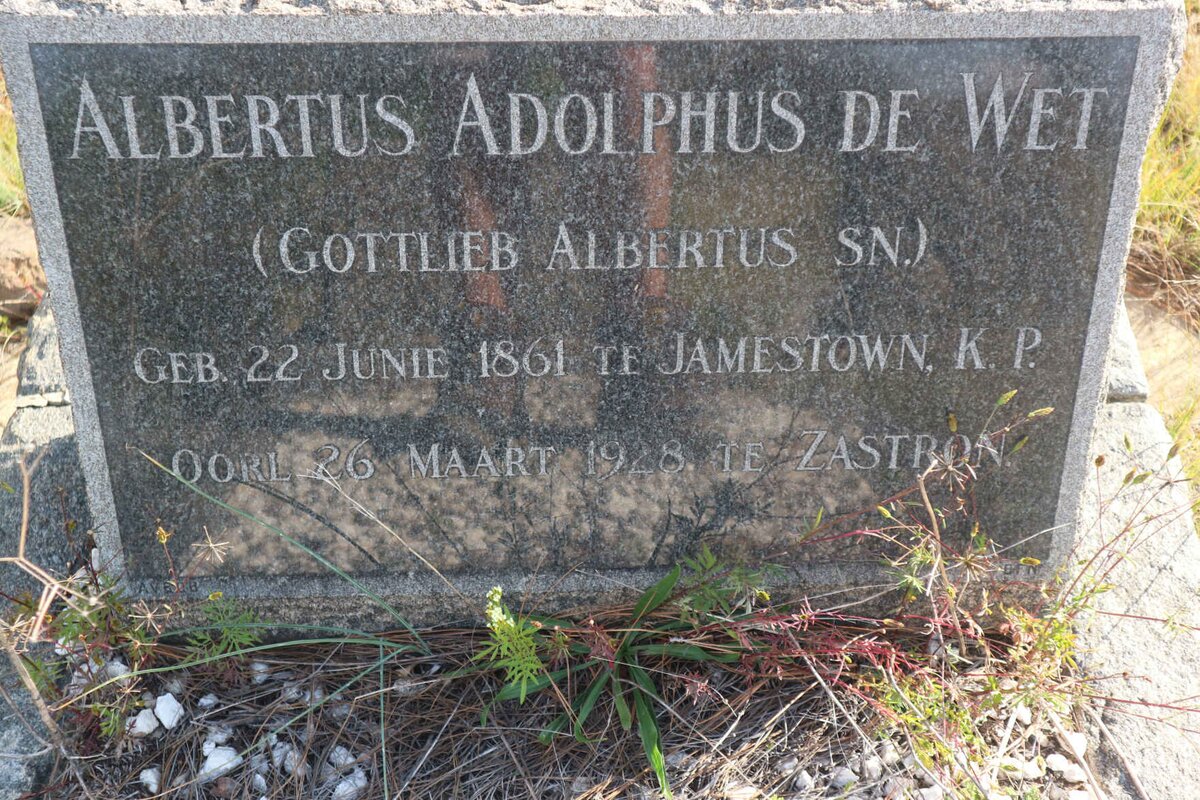 ALBERTUS ADOLPHUS DE WET
(GOTTLIEB ALBERTUS SN.)
GEB. 22 JUNIE 1861 TE JAMESTOWN, K. P.
OORL. 26 MAART 1928 TE ZASTRON.